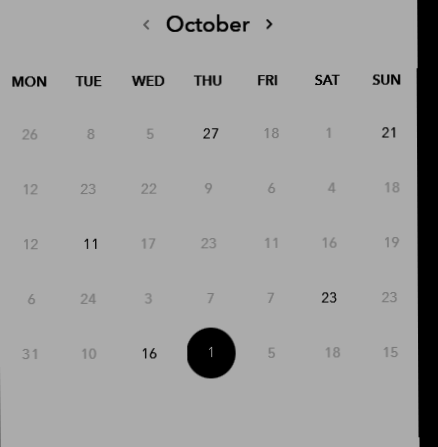 ‹ October ›
MON TUE WED THU FRI SAT SUN
26 8 5 27 18 1 21
12 23 22 9 6 4 18
12 11 17 23 11 16 19
6 24 3 7 7 23 23
31 10 16 1 5 18 15